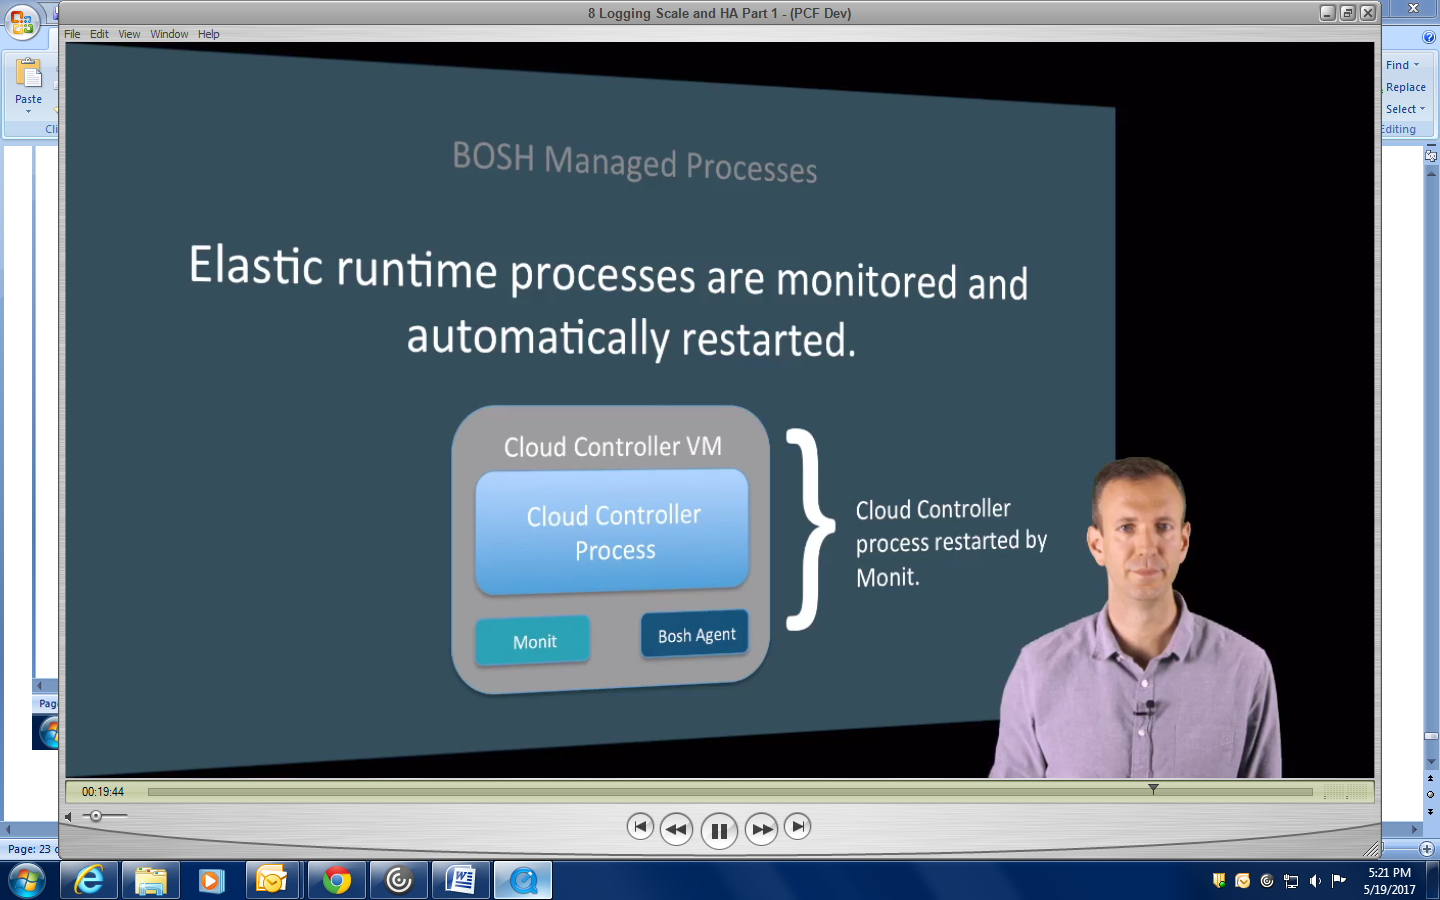 8 Logging Scale and HA Part 1 - (PCF Dev)
File Edit View Window Help
Paste
Find
Replace
Select
Editing
BOSH Managed Processes
Elastic runtime processes are monitored and
automatically restarted.
Cloud Controller VM
Cloud Controller
Process
Monit
Bosh Agent
Cloud Controller
process restarted by
Monit.
00:19:44
Page: 23
5:21 PM
5/19/2017